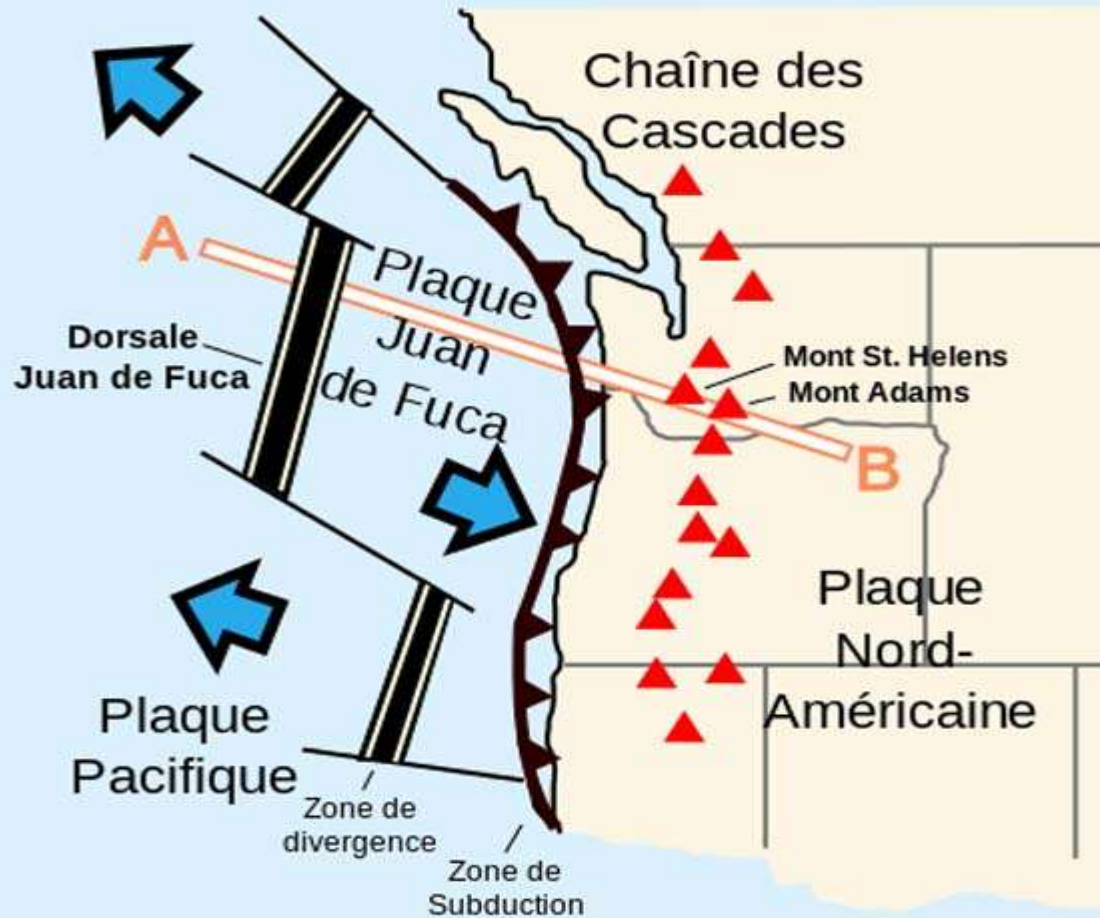 Chaîne des
Cascades
A
Plaque
Juan
de Fuca
Dorsale
Juan de Fuca
Mont St. Helens
Mont Adams
B
Plaque
Nord-
Américaine
Plaque
Pacifique
Zone de
divergence
Zone de
Subduction